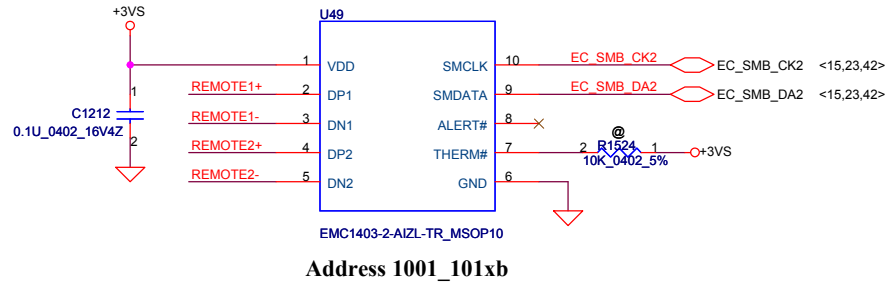 +3VS
U49
1 VDD SMCLK 10 EC_SMB_CK2 EC_SMB_CK2 <15,23,42>
REMOTE1+ 2 DP1 SMDATA 9 EC_SMB_DA2 EC_SMB_DA2 <15,23,42>
1
C1212
0.1U_0402_16V4Z
2
REMOTE1- 3 DN1 ALERT# 8
@
R1524
REMOTE2+ 4 DP2 THERM# 7 2 1 +3VS
10K_0402_5%
REMOTE2- 5 DN2 GND 6
EMC1403-2-AIZL-TR_MSOP10
Address 1001_101xb